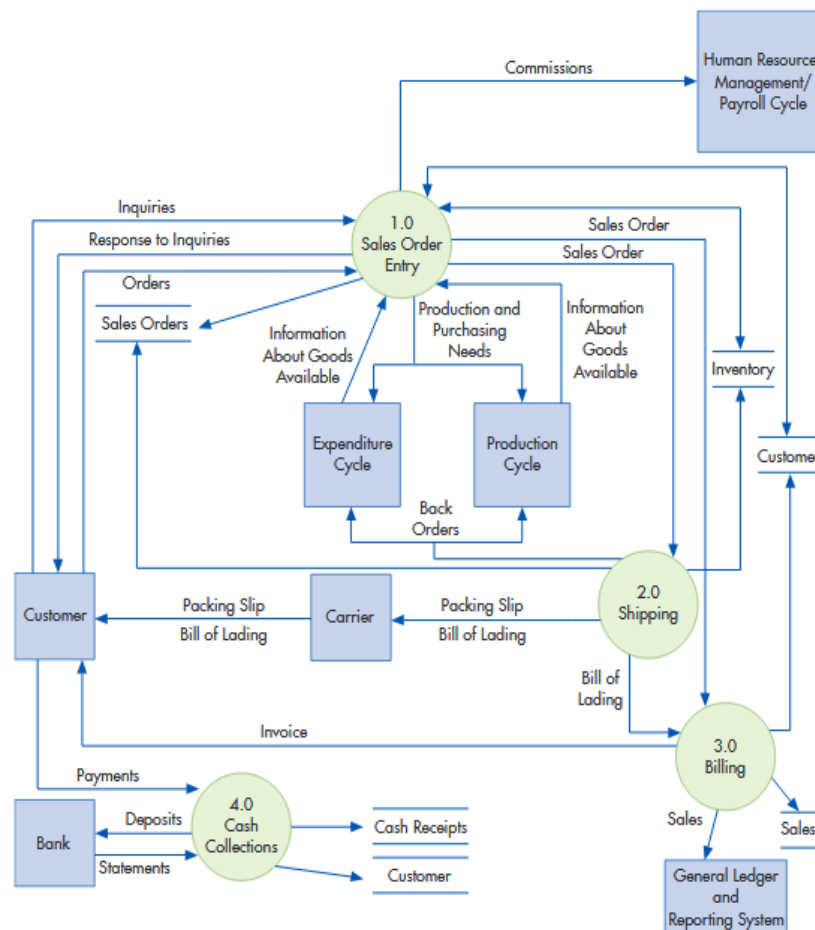 Commissions
Human Resource
Management/
Payroll Cycle
Inquiries
1.0
Sales Order
Entry
Sales Order
Response to Inquiries
Sales Order
Orders
Sales Orders
Information
About Goods
Available
Production and
Purchasing
Needs
Information
About
Goods
Available
Inventory
Expenditure
Cycle
Production
Cycle
Customer
Back
Orders
Customer
Packing Slip
Bill of Lading
Carrier
Packing Slip
Bill of Lading
2.0
Shipping
Bill of
Lading
Invoice
3.0
Billing
Payments
4.0
Cash
Collections
Bank
Deposits
Statements
Cash Receipts
Customer
Sales
Sales
General Ledger
and
Reporting System